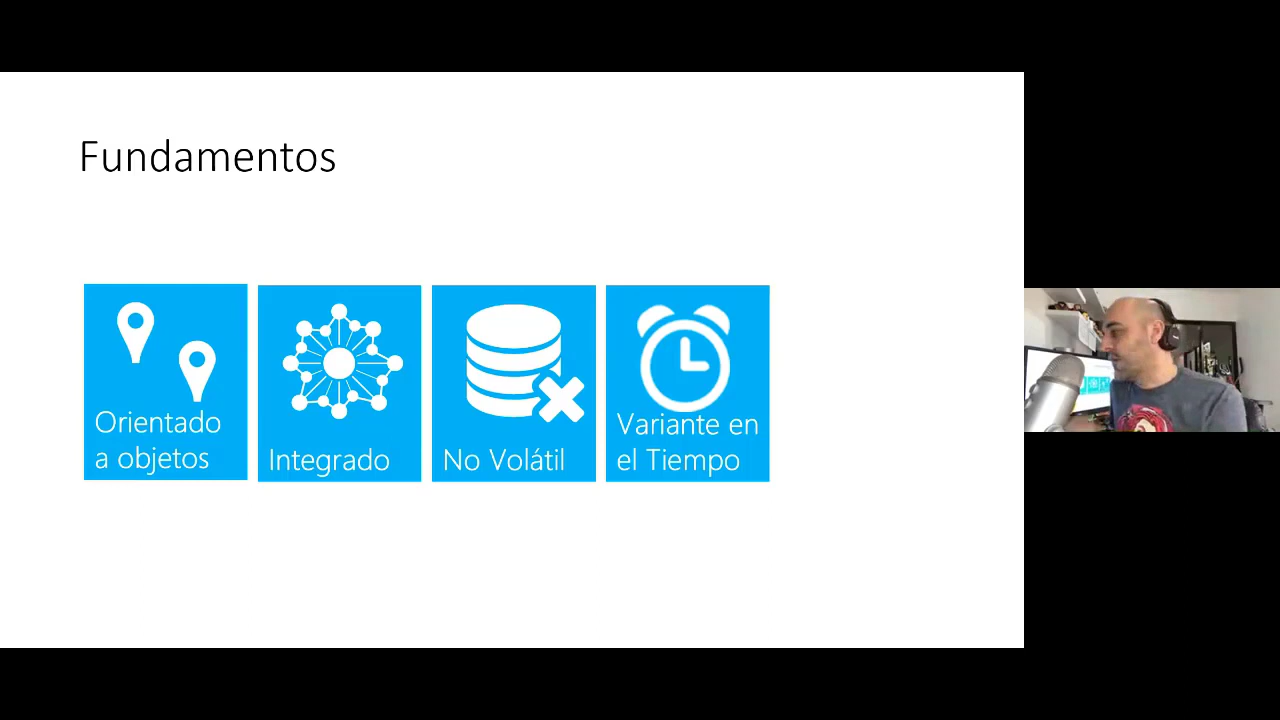 Fundamentos
Orientado
a objetos
Integrado
No Volátil
Variante en
el Tiempo